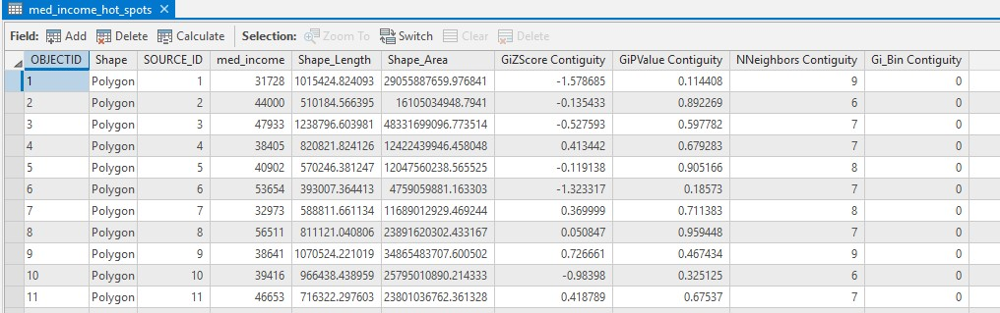 med_income_hot_spots ×
Field: Add Delete Calculate Selection: Zoom To Switch Clear Delete
OBJECTID Shape SOURCE_ID med_income Shape_Length Shape_Area GiZScore Contiguity GiPValue Contiguity NNeighbors Contiguity Gi_Bin Contiguity
1 Polygon 1 31728 1015424.824093 29055887659.976841 -1.578685 0.114408 9 0
2 Polygon 2 44000 510184.566395 16105034948.7941 -0.135433 0.892269 6 0
3 Polygon 3 47933 1238796.603981 48331699096.773514 -0.527593 0.597782 7 0
4 Polygon 4 38405 820821.824126 12422439946.458048 0.413442 0.679283 7 0
5 Polygon 5 40902 570246.381247 12047560238.565525 -0.119138 0.905166 8 0
6 Polygon 6 53654 393007.364413 4759059881.163303 -1.323317 0.18573 7 0
7 Polygon 7 32973 588811.661134 11689012929.469244 0.369999 0.711383 8 0
8 Polygon 8 56511 811121.040806 23891620302.433167 0.050847 0.959448 7 0
9 Polygon 9 38641 1070524.221019 34865483707.600502 0.726661 0.467434 9 0
10 Polygon 10 39416 966438.438959 25795010890.214333 -0.98398 0.325125 6 0
11 Polygon 11 46653 716322.297603 23801036762.361328 0.418789 0.67537 7 0